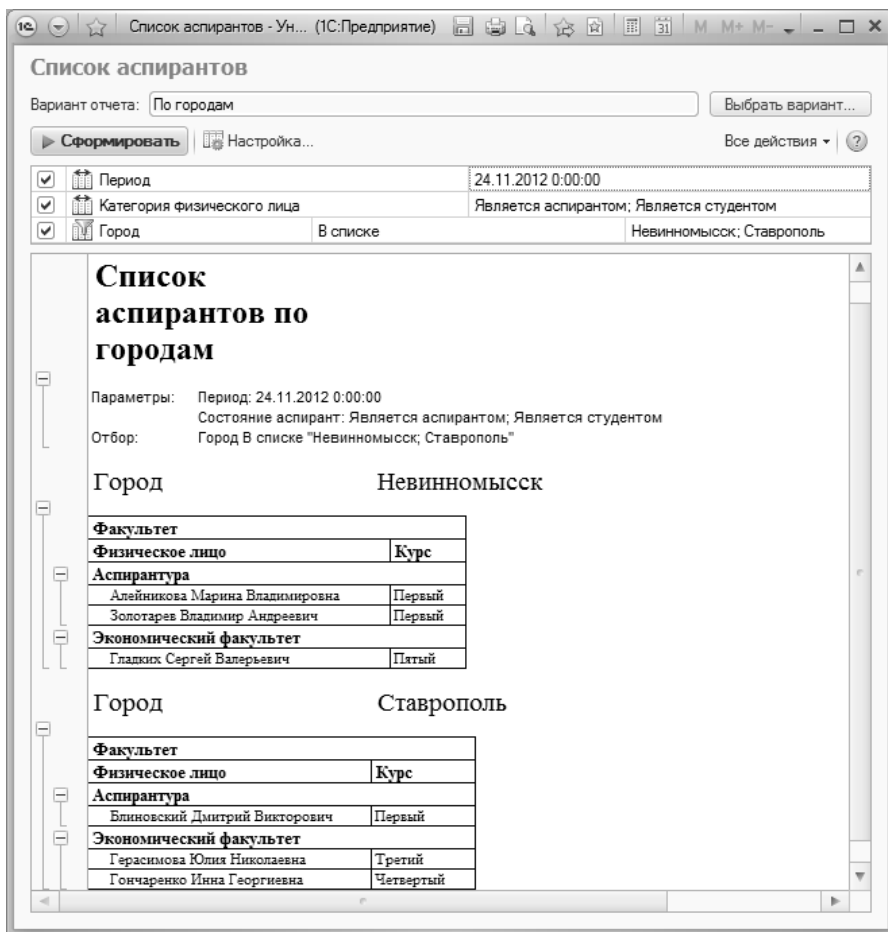 Список аспирантов - Ун... (1С:Предприятие) 31 M M+ M-
Список аспирантов
Вариант отчета: По городам Выбрать вариант...
Сформировать Настройка... Все действия ?
Период 24.11.2012 0:00:00
Категория физического лица Является аспирантом; Является студентом
Город В списке Невинномысск; Ставрополь
Список
аспирантов по
городам
Параметры: Период: 24.11.2012 0:00:00
Состояние аспирант: Является аспирантом; Является студентом
Отбор: Город В списке "Невинномысск; Ставрополь"
Город Невинномысск
Факультет
Физическое лицо Курс
Аспирантура
Алейникова Марина Владимировна Первый
Золотарев Владимир Андреевич Первый
Экономический факультет
Гладких Сергей Валерьевич Пятый
Город Ставрополь
Факультет
Физическое лицо Курс
Аспирантура
Блиновский Дмитрий Викторович Первый
Экономический факультет
Герасимова Юлия Николаевна Третий
Гончаренко Инна Георгиевна Четвертый